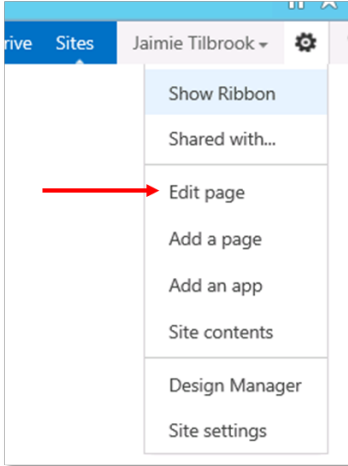 rive Sites Jaimie Tilbrook
Show Ribbon
Shared with...
Edit page
Add a page
Add an app
Site contents
Design Manager
Site settings